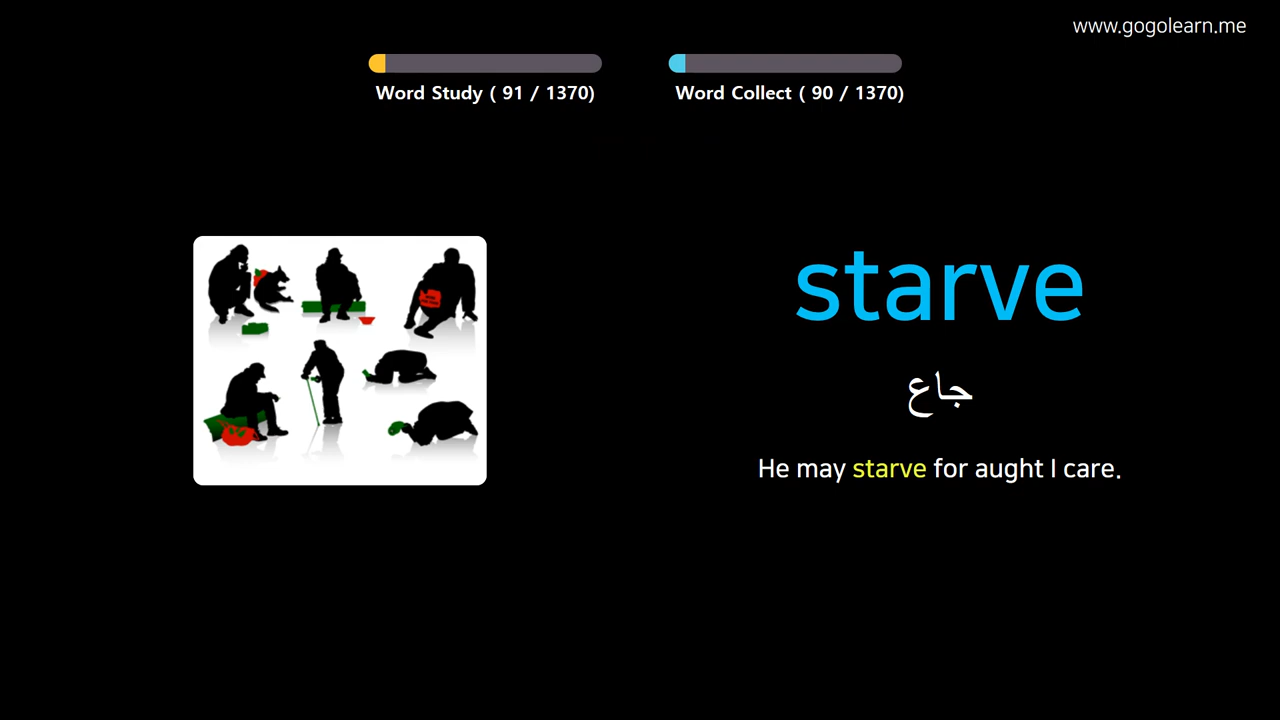 www.gogolearn.me
Word Study ( 91 / 1370)
Word Collect ( 90 / 1370)
starve
جاع
He may starve for aught I care.